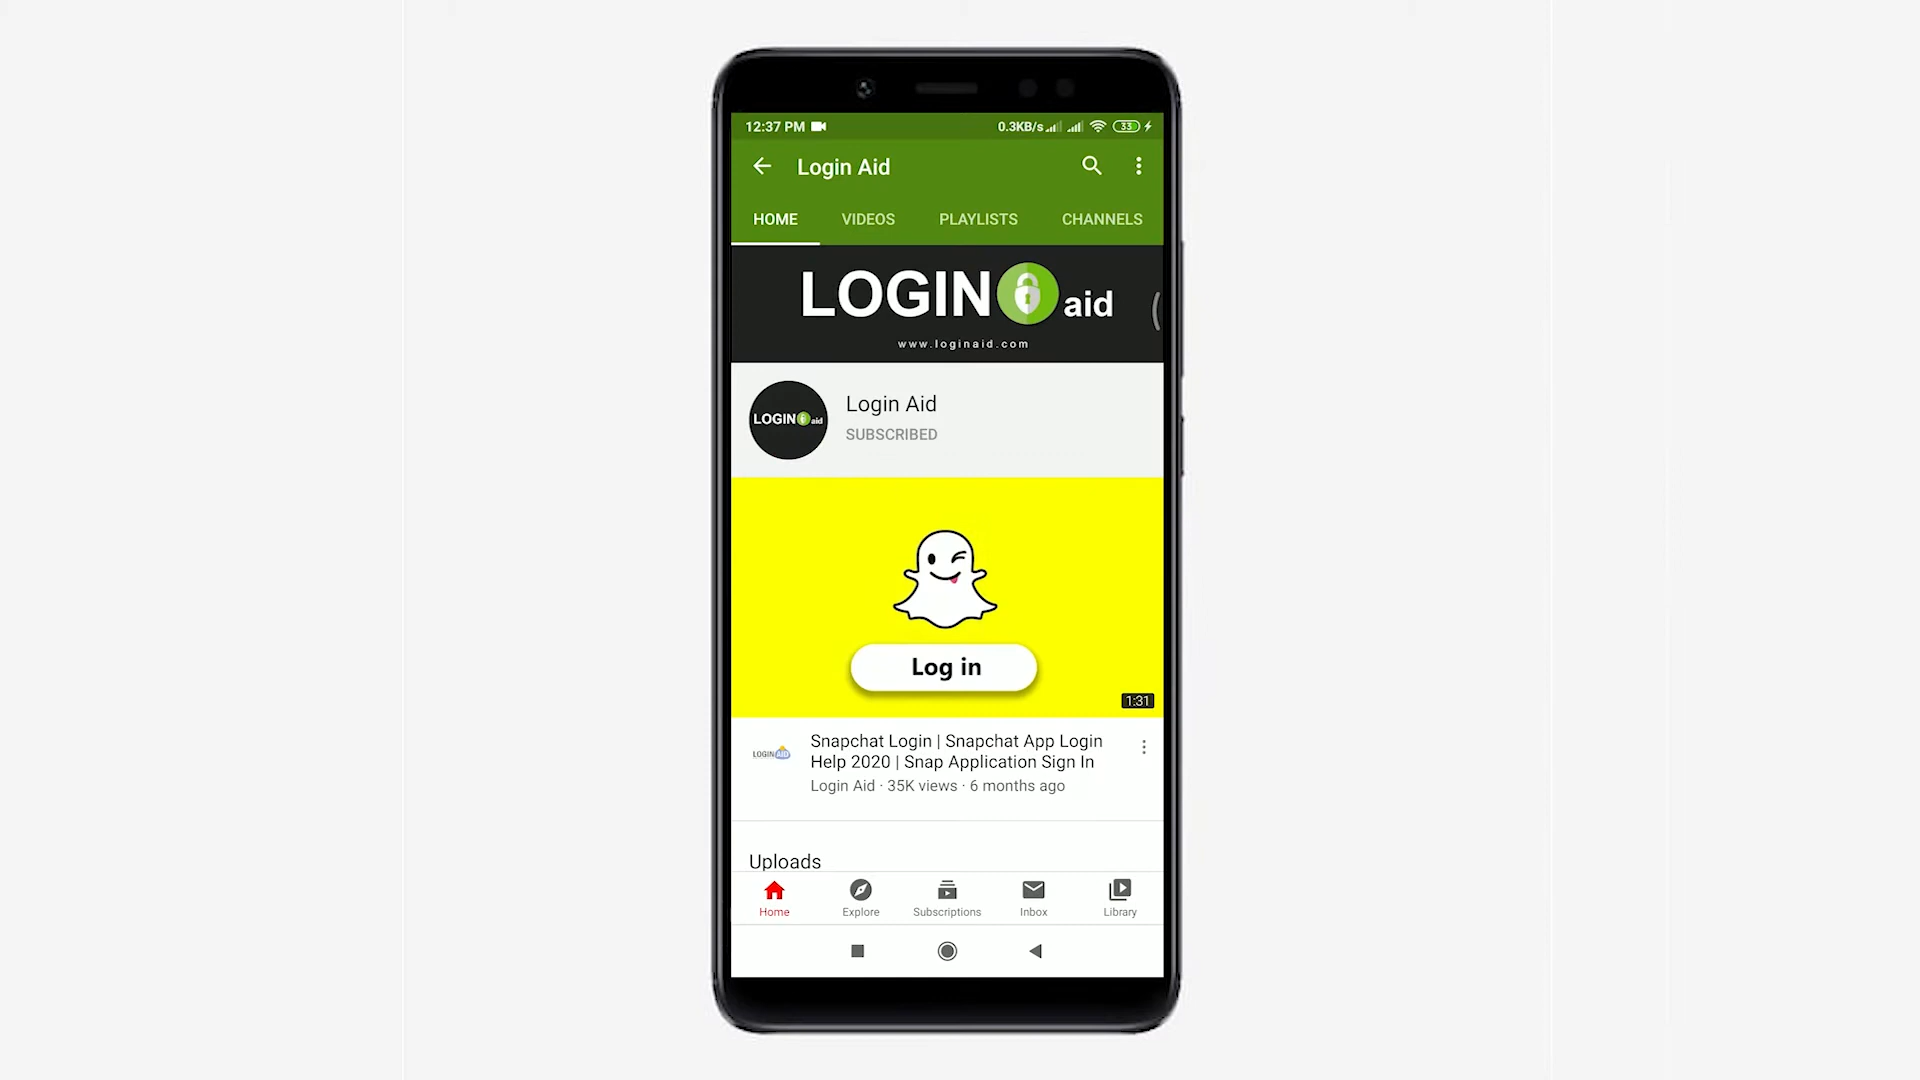 12:37 PM 0.3KB/s 33
Login Aid
HOME VIDEOS PLAYLISTS CHANNELS
LOGIN aid
www.loginaid.com
LOGIN aid
Login Aid
SUBSCRIBED
Log in
1:31
LOGIN AID
Snapchat Login | Snapchat App Login
Help 2020 | Snap Application Sign In
Login Aid · 35K views · 6 months ago
Uploads
Home Explore Subscriptions Inbox Library